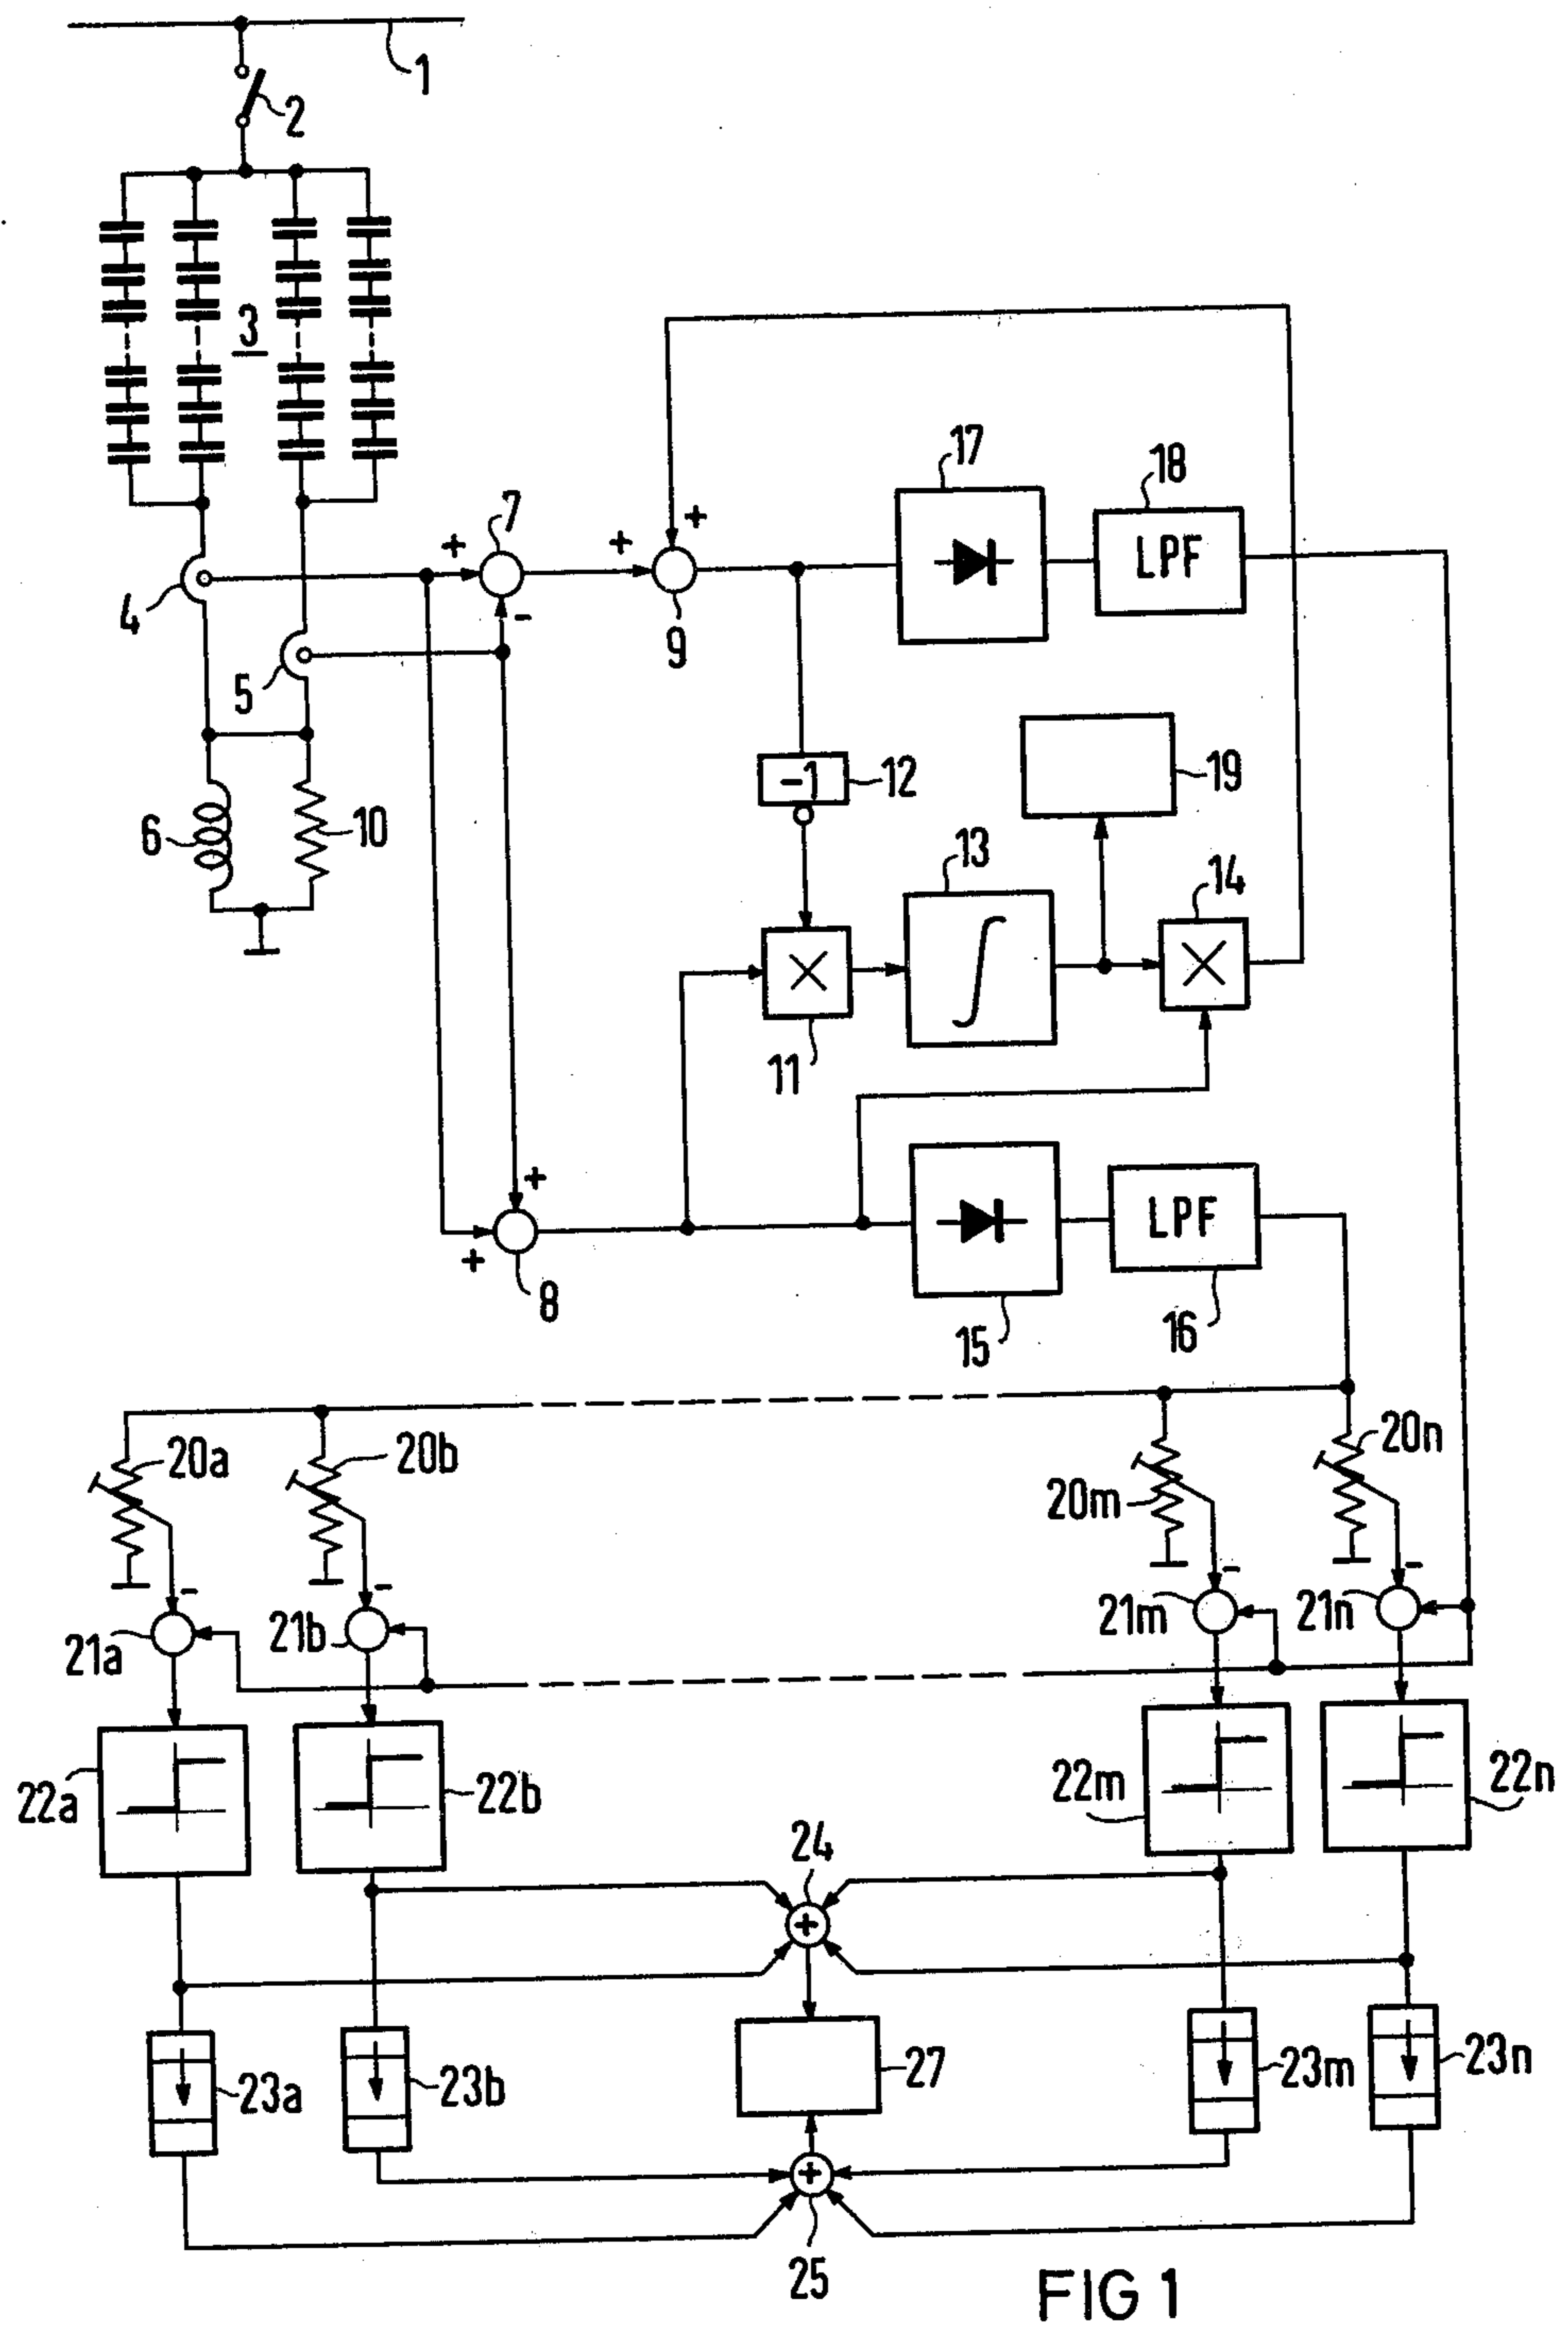 1
2
3
17
18
LPF
7
+
+
+
4
-
9
5
-1
12
19
6
10
13
14
11
+
LPF
+
8
15
16
20a
20b
20m
20n
-
-
-
-
21a
21b
21m
21n
22a
22b
22m
22n
24
+
23a
23b
27
23m
23n
+
25
FIG 1